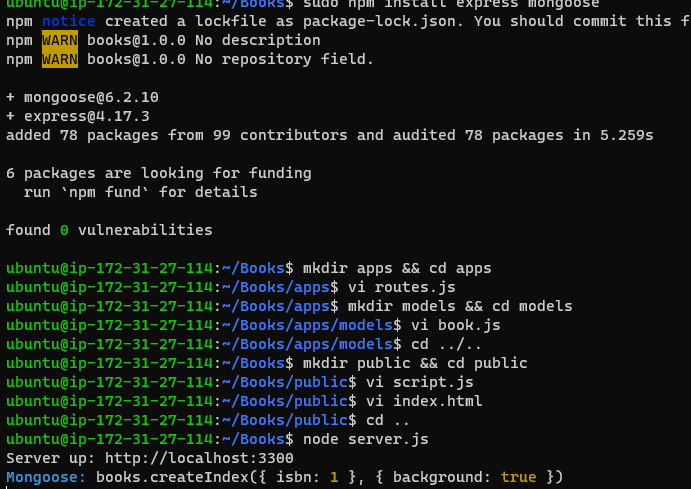 ubuntu@ip-172-31-27-114:~/Books$ sudo npm install express mongoose
npm notice created a lockfile as package-lock.json. You should commit this f
npm WARN books@1.0.0 No description
npm WARN books@1.0.0 No repository field.
+ mongoose@6.2.10
+ express@4.17.3
added 78 packages from 99 contributors and audited 78 packages in 5.259s
6 packages are looking for funding
run `npm fund` for details
found 0 vulnerabilities
ubuntu@ip-172-31-27-114:~/Books$ mkdir apps && cd apps
ubuntu@ip-172-31-27-114:~/Books/apps$ vi routes.js
ubuntu@ip-172-31-27-114:~/Books/apps$ mkdir models && cd models
ubuntu@ip-172-31-27-114:~/Books/apps/models$ vi book.js
ubuntu@ip-172-31-27-114:~/Books/apps/models$ cd ../..
ubuntu@ip-172-31-27-114:~/Books$ mkdir public && cd public
ubuntu@ip-172-31-27-114:~/Books/public$ vi script.js
ubuntu@ip-172-31-27-114:~/Books/public$ vi index.html
ubuntu@ip-172-31-27-114:~/Books/public$ cd ..
ubuntu@ip-172-31-27-114:~/Books$ node server.js
Server up: http://localhost:3300
Mongoose: books.createIndex({ isbn: 1 }, { background: true })